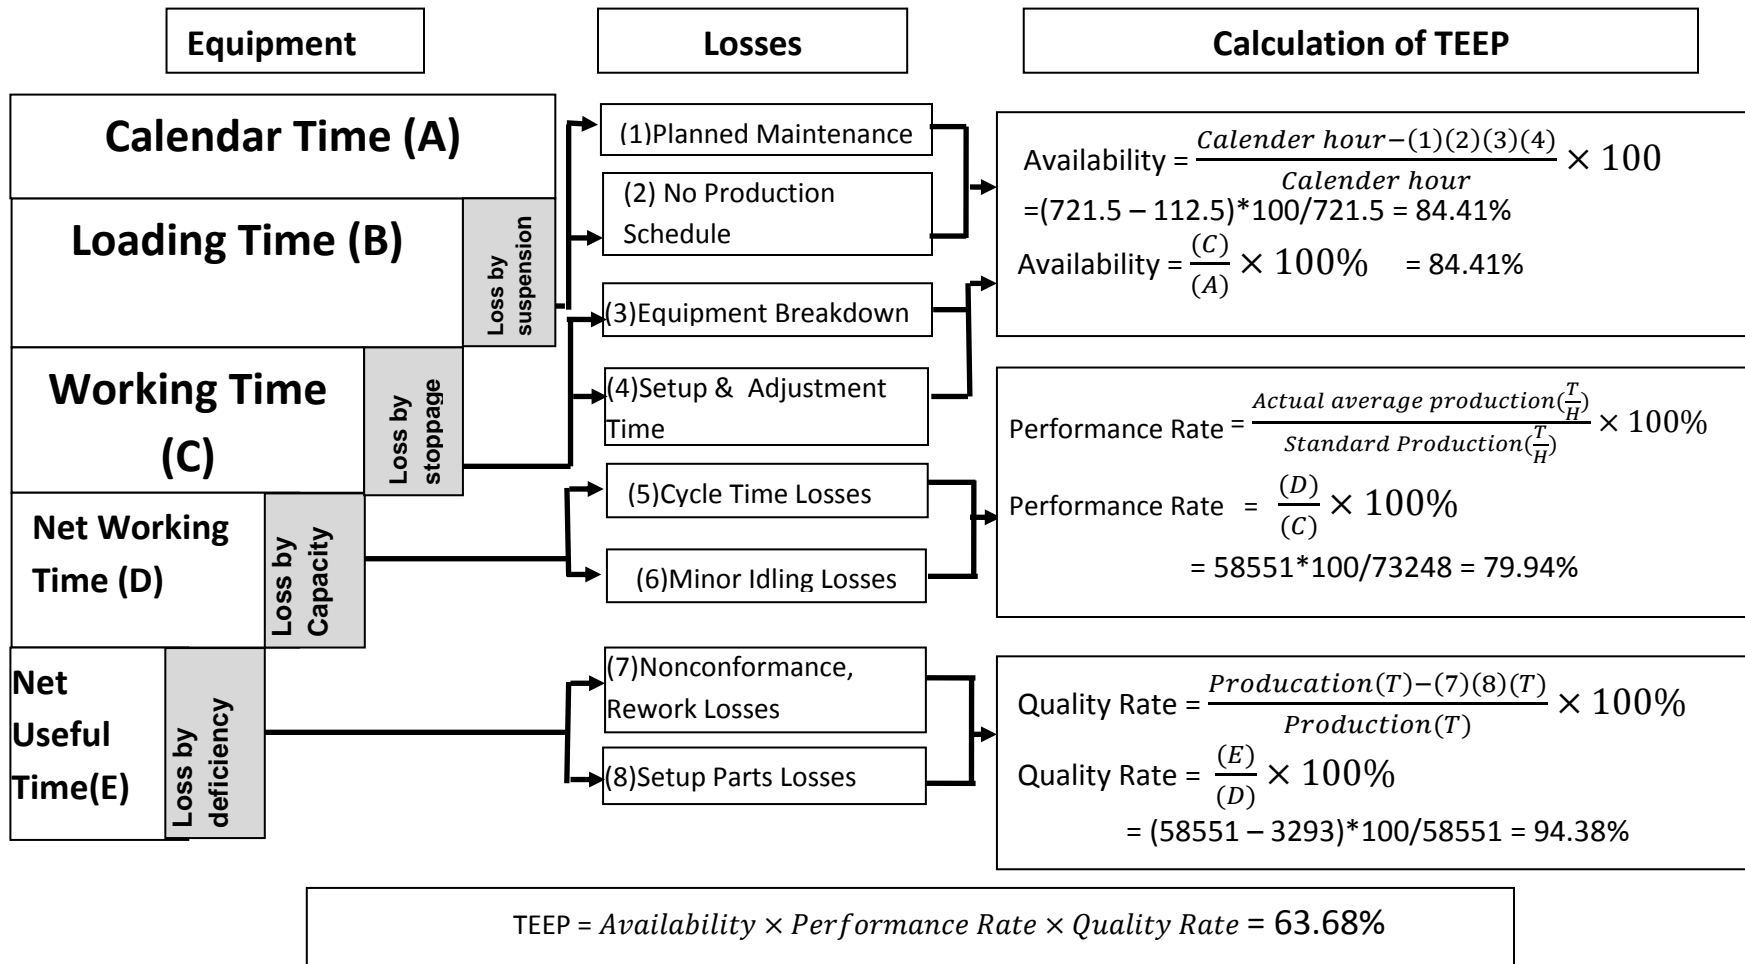 Equipment
Losses
Calculation of TEEP
Calendar Time (A)
Loading Time (B)
Loss by
suspension
Working Time
(C)
Loss by
stoppage
Net Working
Time (D)
Loss by
Capacity
Net
Useful
Time(E)
Loss by
deficiency
(1)Planned Maintenance
(2) No Production
Schedule
(3)Equipment Breakdown
(4)Setup & Adjustment
Time
(5)Cycle Time Losses
(6)Minor Idling Losses
(7)Nonconformance,
Rework Losses
(8)Setup Parts Losses
Availability = Calender hour−(1)(2)(3)(4) / Calender hour × 100
=(721.5 – 112.5)*100/721.5 = 84.41%
Availability = (C) / (A) × 100% = 84.41%
Performance Rate = Actual average production(T/H) / Standard Production(T/H) × 100%
Performance Rate = (D) / (C) × 100%
= 58551*100/73248 = 79.94%
Quality Rate = Producation(T)−(7)(8)(T) / Production(T) × 100%
Quality Rate = (E) / (D) × 100%
= (58551 – 3293)*100/58551 = 94.38%
TEEP = Availability × Performance Rate × Quality Rate = 63.68%